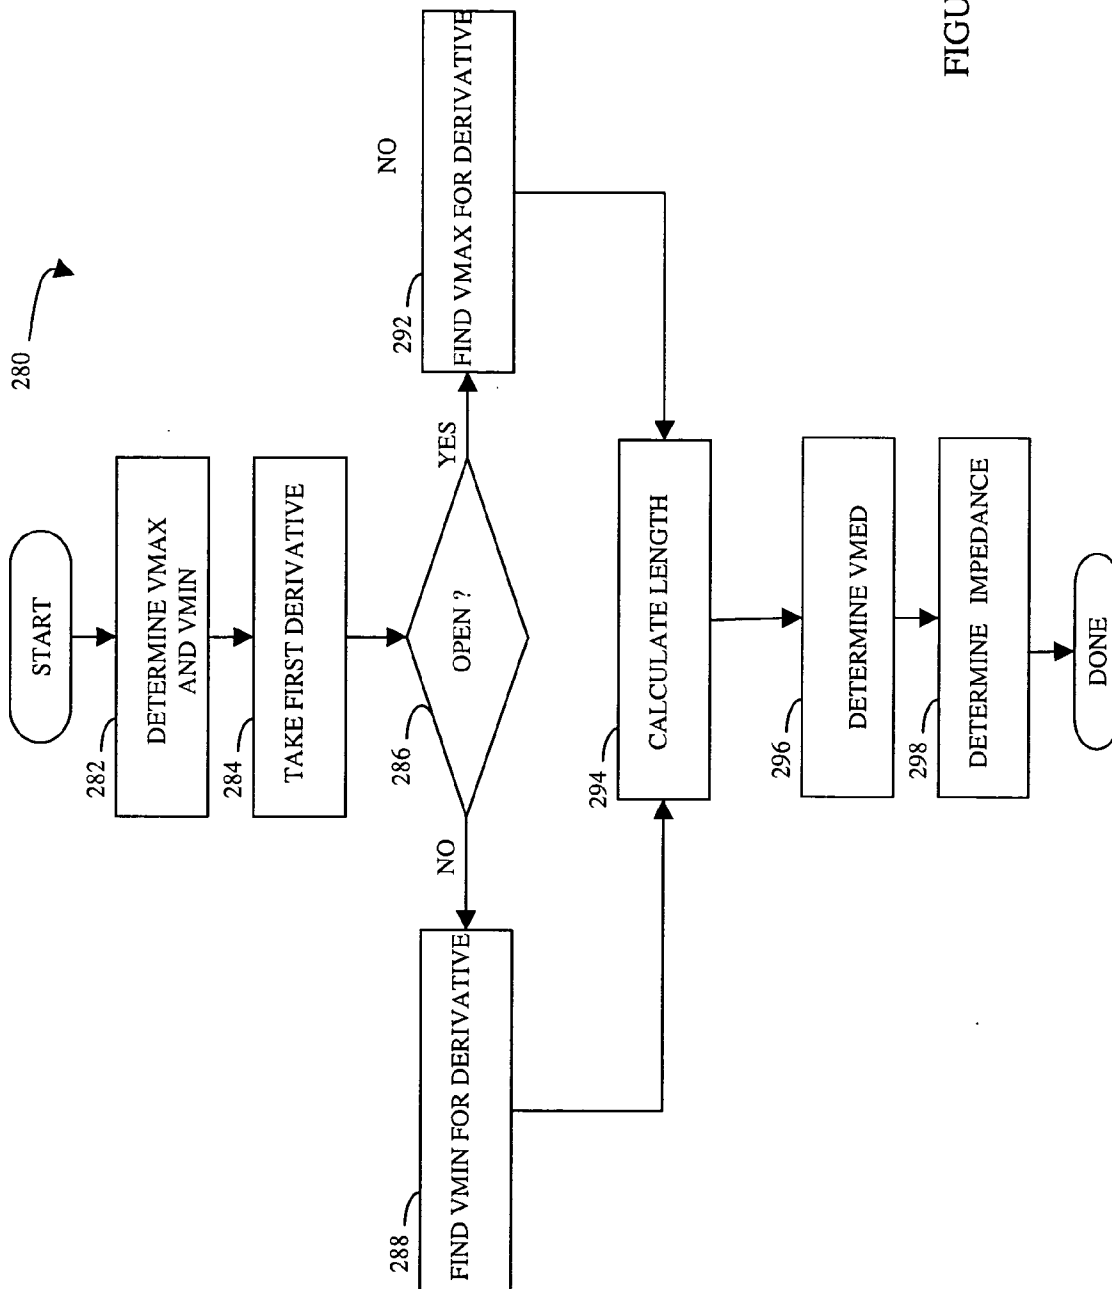 280
START
282
DETERMINE VMAX
AND VMIN
284
TAKE FIRST DERIVATIVE
286
OPEN ?
NO
YES
288
FIND VMIN FOR DERIVATIVE
292
FIND VMAX FOR DERIVATIVE
NO
294
CALCULATE LENGTH
296
DETERMINE VMED
298
DETERMINE IMPEDANCE
DONE
FIGU